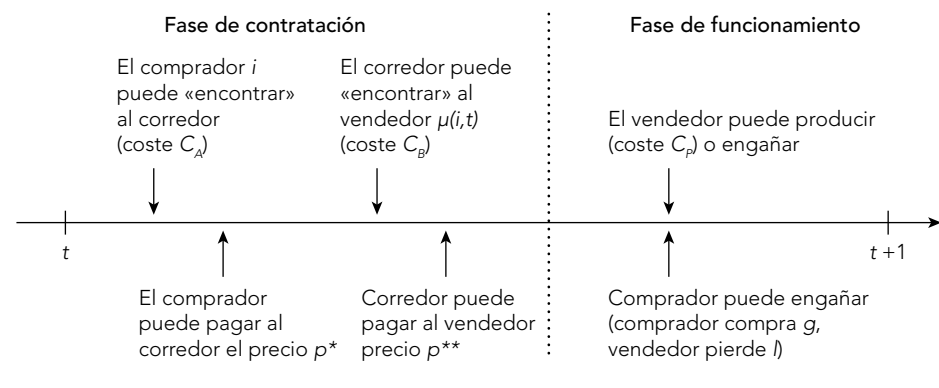 Fase de contratación
Fase de funcionamiento
El comprador i
puede «encontrar»
al corredor
(coste C_A)
El corredor puede
«encontrar» al
vendedor μ(i,t)
(coste C_B)
El vendedor puede producir
(coste C_P) o engañar
t
t +1
El comprador
puede pagar al
corredor el precio p*
Corredor puede
pagar al vendedor
precio p**
Comprador puede engañar
(comprador compra g,
vendedor pierde l)